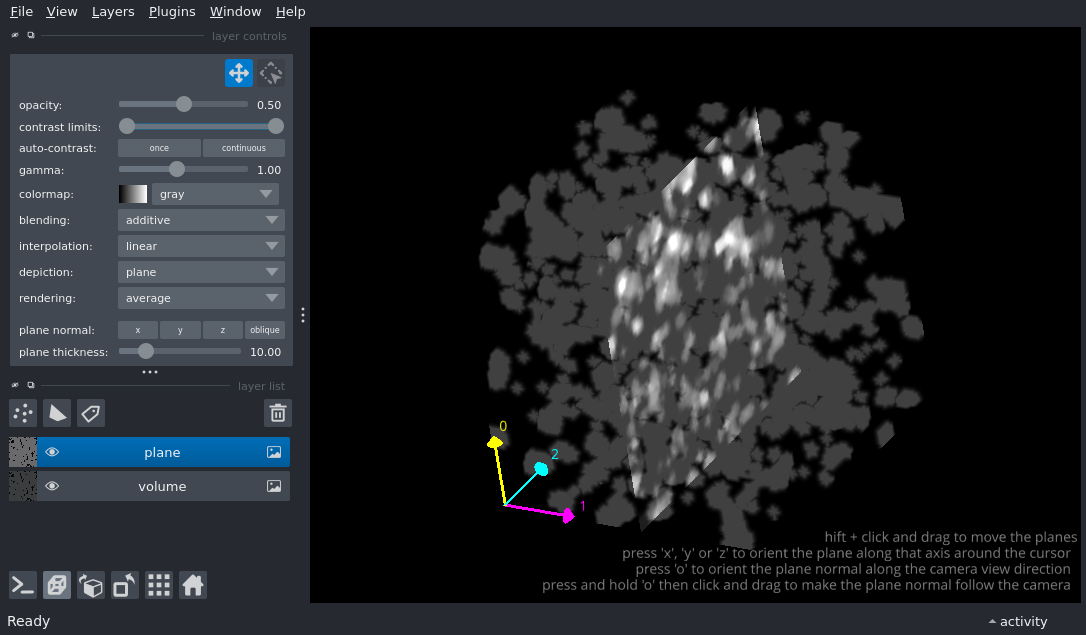 File View Layers Plugins Window Help
layer controls
opacity: 0.50
contrast limits:
auto-contrast: once continuous
gamma: 1.00
colormap: gray
blending: additive
interpolation: linear
depiction: plane
rendering: average
plane normal: x y z oblique
plane thickness: 10.00
layer list
plane
volume
0
2
1
hift + click and drag to move the planes
press 'x', 'y' or 'z' to orient the plane along that axis around the cursor
press 'o' to orient the plane normal along the camera view direction
press and hold 'o' then click and drag to make the plane normal follow the camera
Ready
activity